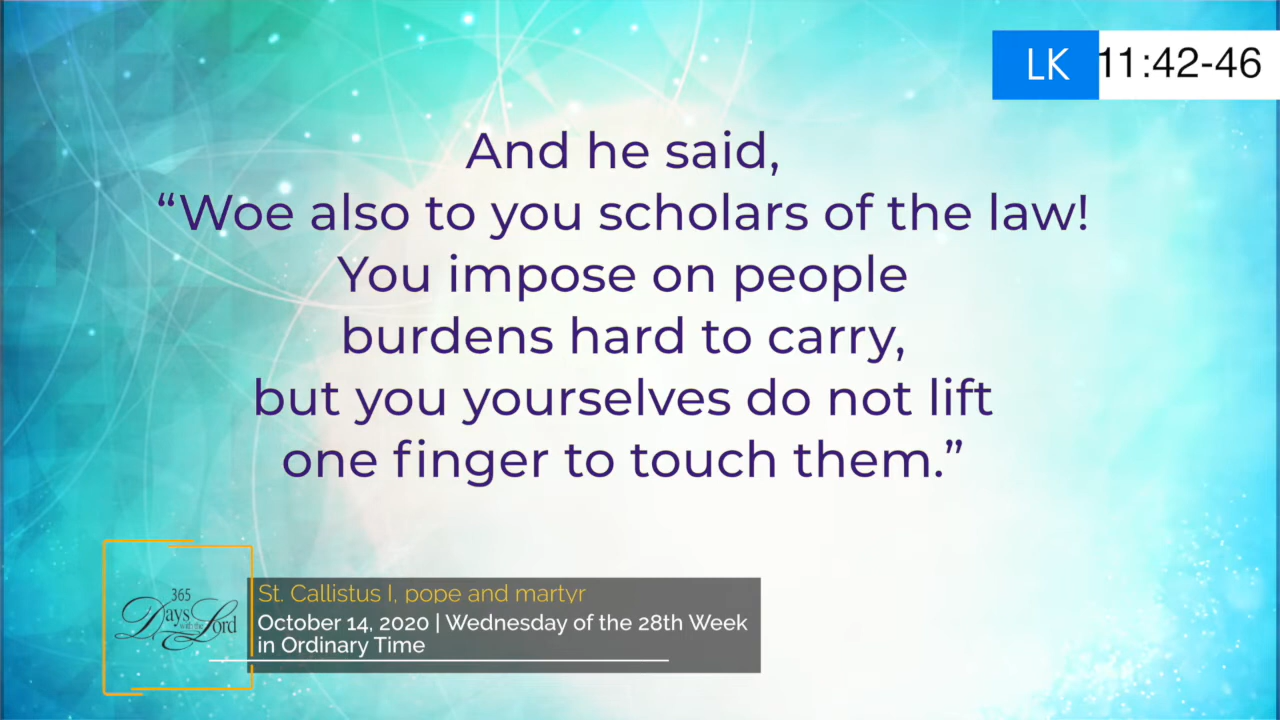 LK 11:42-46
And he said,
“Woe also to you scholars of the law!
You impose on people
burdens hard to carry,
but you yourselves do not lift
one finger to touch them.”
365
Days with the Lord
St. Callistus I, pope and martyr
October 14, 2020 | Wednesday of the 28th Week
in Ordinary Time